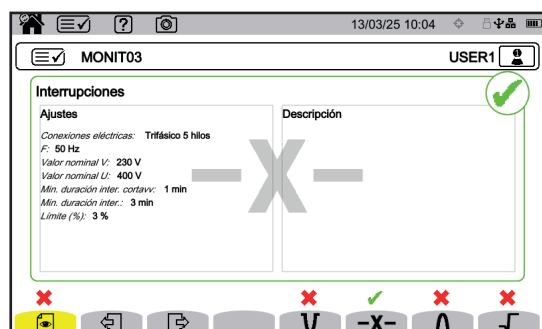 13/03/25 10:04
MONIT03
USER1
Interrupciones
Ajustes
Conexiones eléctricas: Trifásico 5 hilos
F: 50 Hz
Valor nominal V: 230 V
Valor nominal U: 400 V
Min. duración inter. cortavv: 1 min
Min. duración inter.: 3 min
Límite (%): 3 %
Descripción